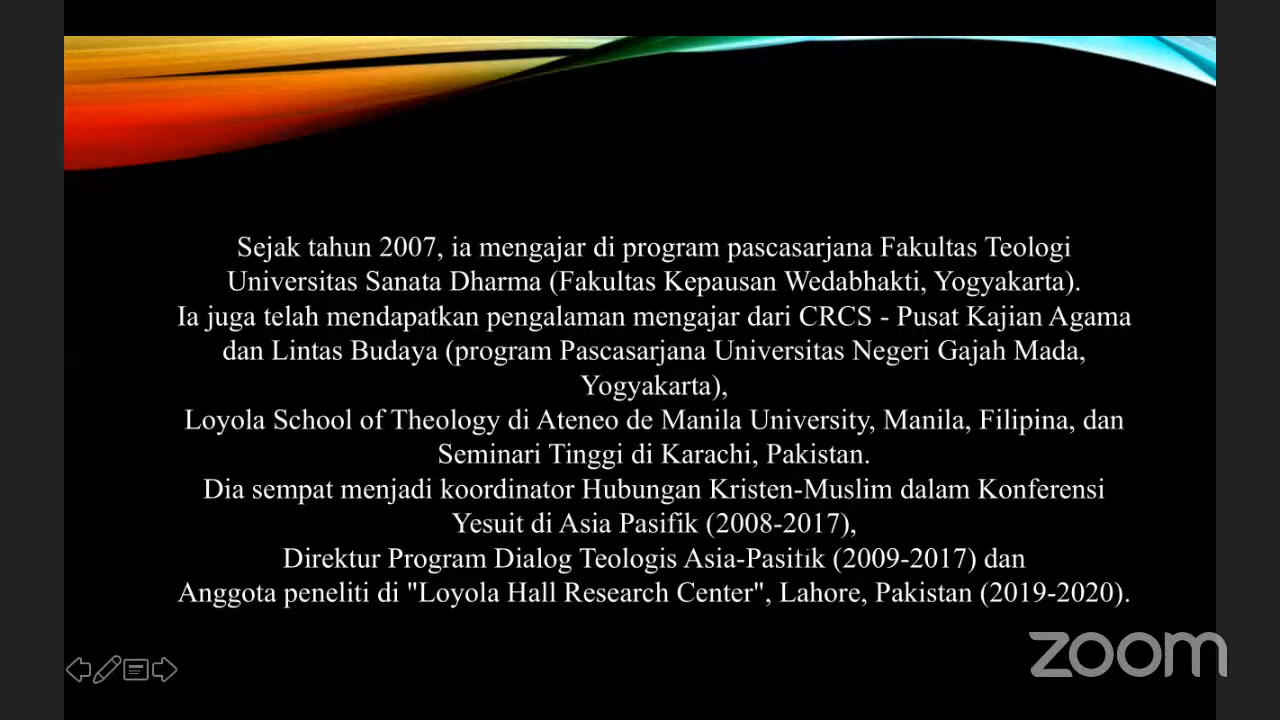 Sejak tahun 2007, ia mengajar di program pascasarjana Fakultas Teologi
Universitas Sanata Dharma (Fakultas Kepausan Wedabhakti, Yogyakarta).
Ia juga telah mendapatkan pengalaman mengajar dari CRCS - Pusat Kajian Agama
dan Lintas Budaya (program Pascasarjana Universitas Negeri Gajah Mada,
Yogyakarta),
Loyola School of Theology di Ateneo de Manila University, Manila, Filipina, dan
Seminari Tinggi di Karachi, Pakistan.
Dia sempat menjadi koordinator Hubungan Kristen-Muslim dalam Konferensi
Yesuit di Asia Pasifik (2008-2017),
Direktur Program Dialog Teologis Asia-Pasifik (2009-2017) dan
Anggota peneliti di "Loyola Hall Research Center", Lahore, Pakistan (2019-2020).
zoom